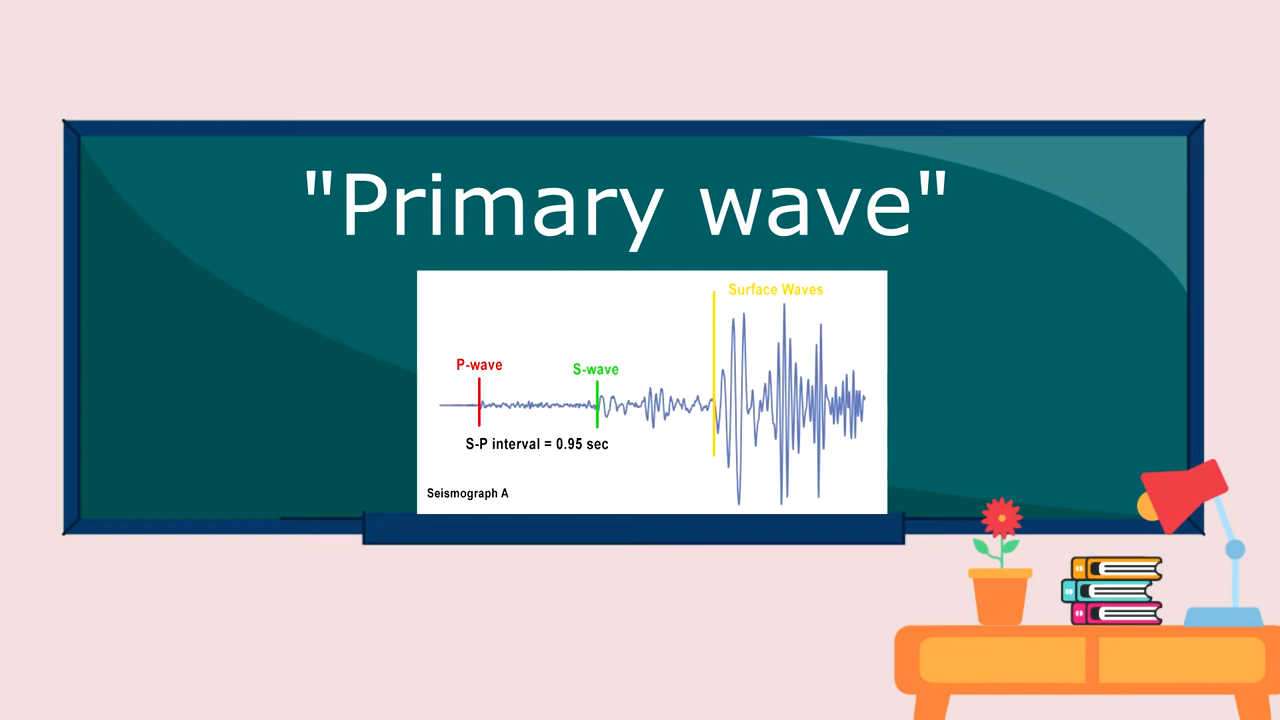 "Primary wave"
Surface Waves
P-wave
S-wave
S-P interval = 0.95 sec
Seismograph A